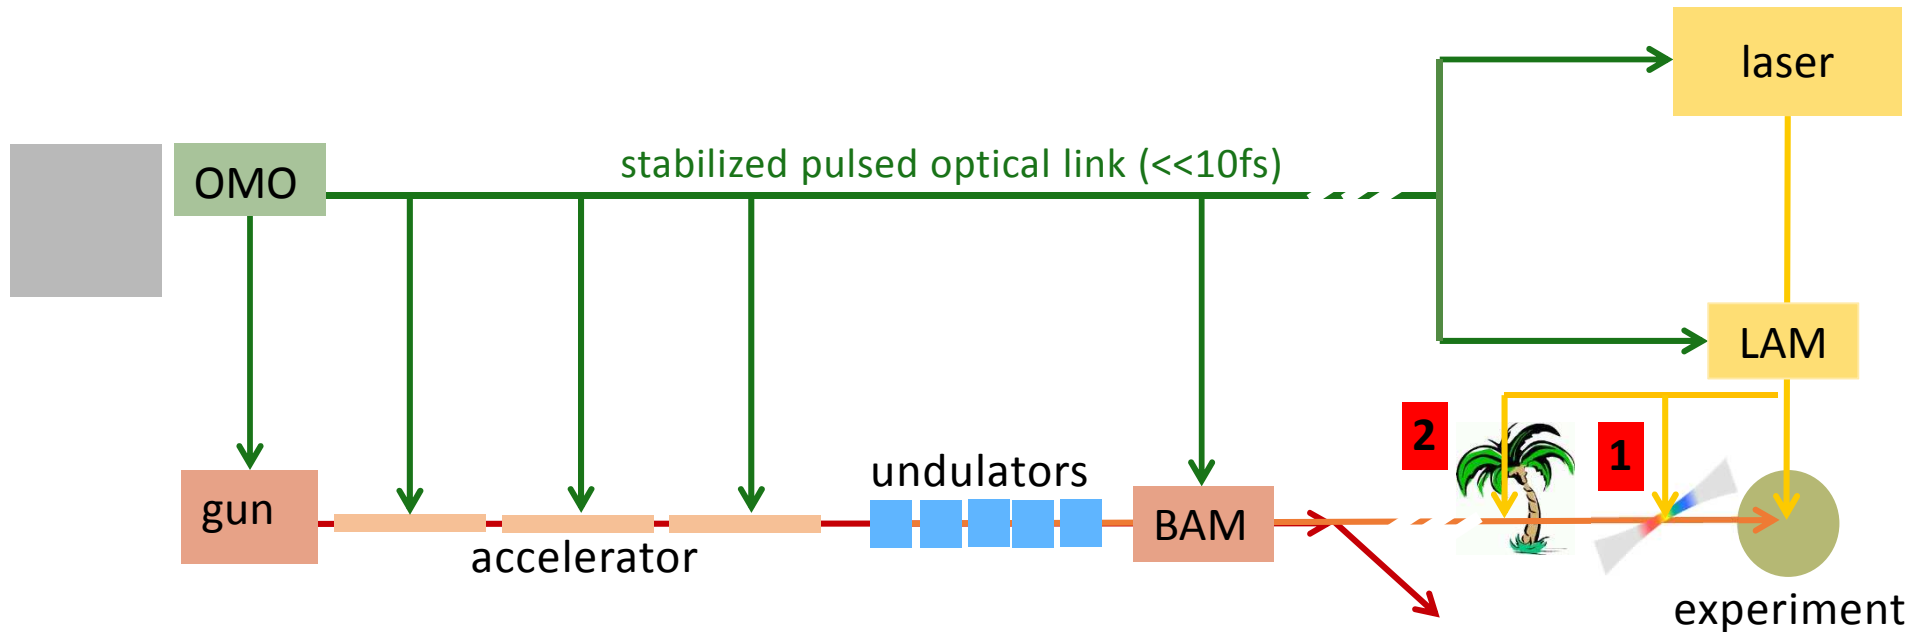 laser
OMO
stabilized pulsed optical link (<<10fs)
LAM
2
1
undulators
gun
BAM
accelerator
experiment